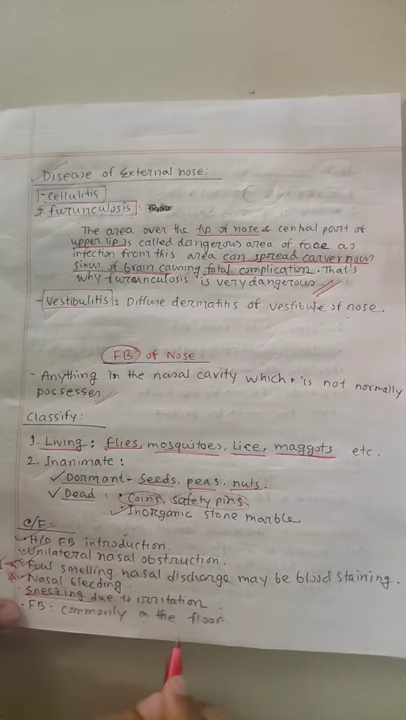 Disease of External nose:
- cellulitis
- furunculosis :
The area over the tip of nose & central part of
upper lip is called dangerous area of face as
infection from this area can spread cavernous
sinus of brain causing fatal complication. That's
why furunculosis is very dangerous.
- Vestibulitis : Diffuse dermatitis of vestibule of nose.
FB of Nose:
- Anything in the nasal cavity which is not normally
possesses
Classify:
1. Living: flies, mosquitoes, Lice, maggots etc.
2. Inanimate:
✓ Dormant - Seeds, peas, nuts.
✓ Dead : • Coins, safety pins.
Inorganic stone marble
C/F:
H/O FB introduction.
Unilateral nasal obstruction.
Foul smelling nasal discharge may be blood staining.
Nasal bleeding
- Sneezing due to irritation.
- FB: commonly in the floor.